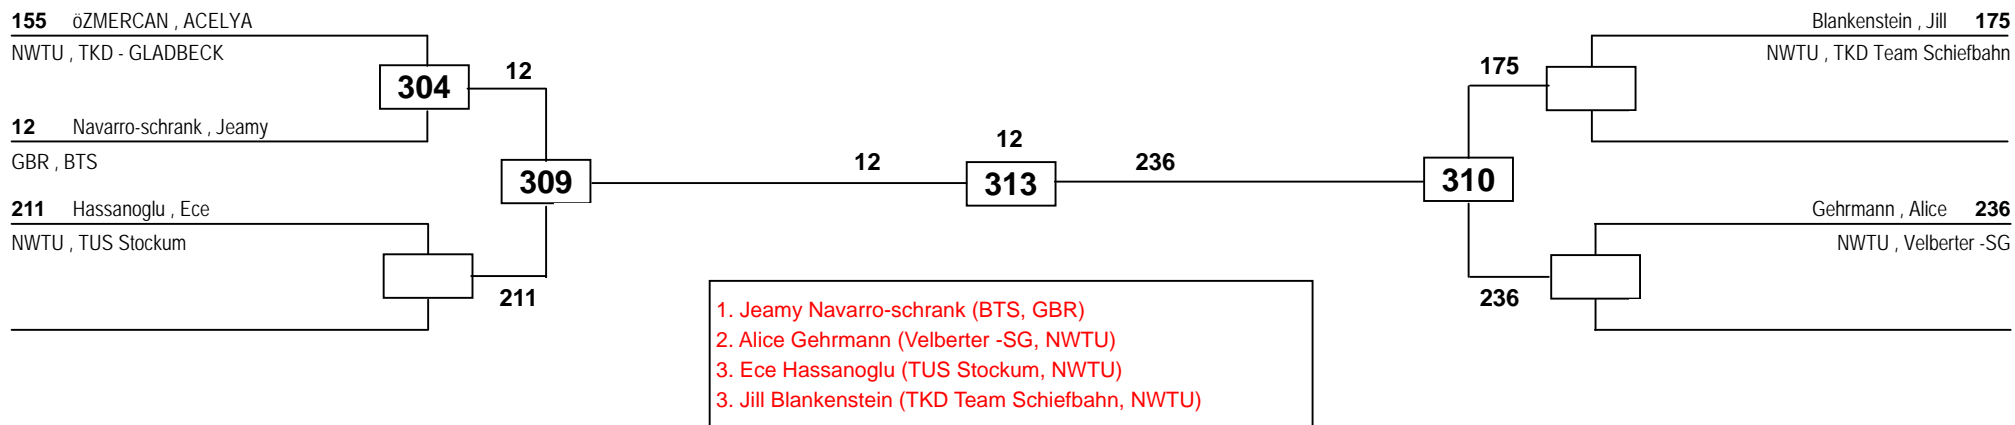 155 öZMERCAN , ACELYA
NWTU , TKD - GLADBECK
304
12
12 Navarro-schrank , Jeamy
GBR , BTS
309
211 Hassanoglu , Ece
NWTU , TUS Stockum
211
12
12
313
236
Blankenstein , Jill 175
NWTU , TKD Team Schiefbahn
175
310
Gehrmann , Alice 236
NWTU , Velberter -SG
236
1. Jeamy Navarro-schrank (BTS, GBR)
2. Alice Gehrmann (Velberter -SG, NWTU)
3. Ece Hassanoglu (TUS Stockum, NWTU)
3. Jill Blankenstein (TKD Team Schiefbahn, NWTU)